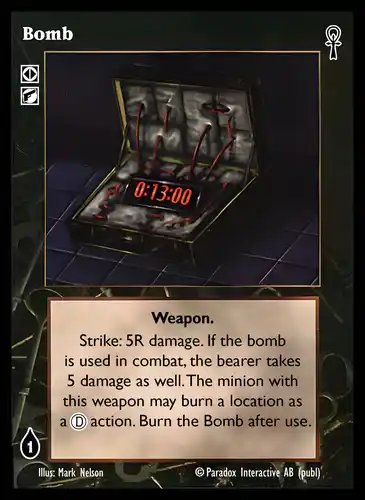 Bomb
0:13:00
Weapon.
Strike: 5R damage. If the bomb
is used in combat, the bearer takes
5 damage as well. The minion with
this weapon may burn a location as
a Ⓓ action. Burn the Bomb after use.
1
Illus: Mark Nelson © Paradox Interactive AB (publ)